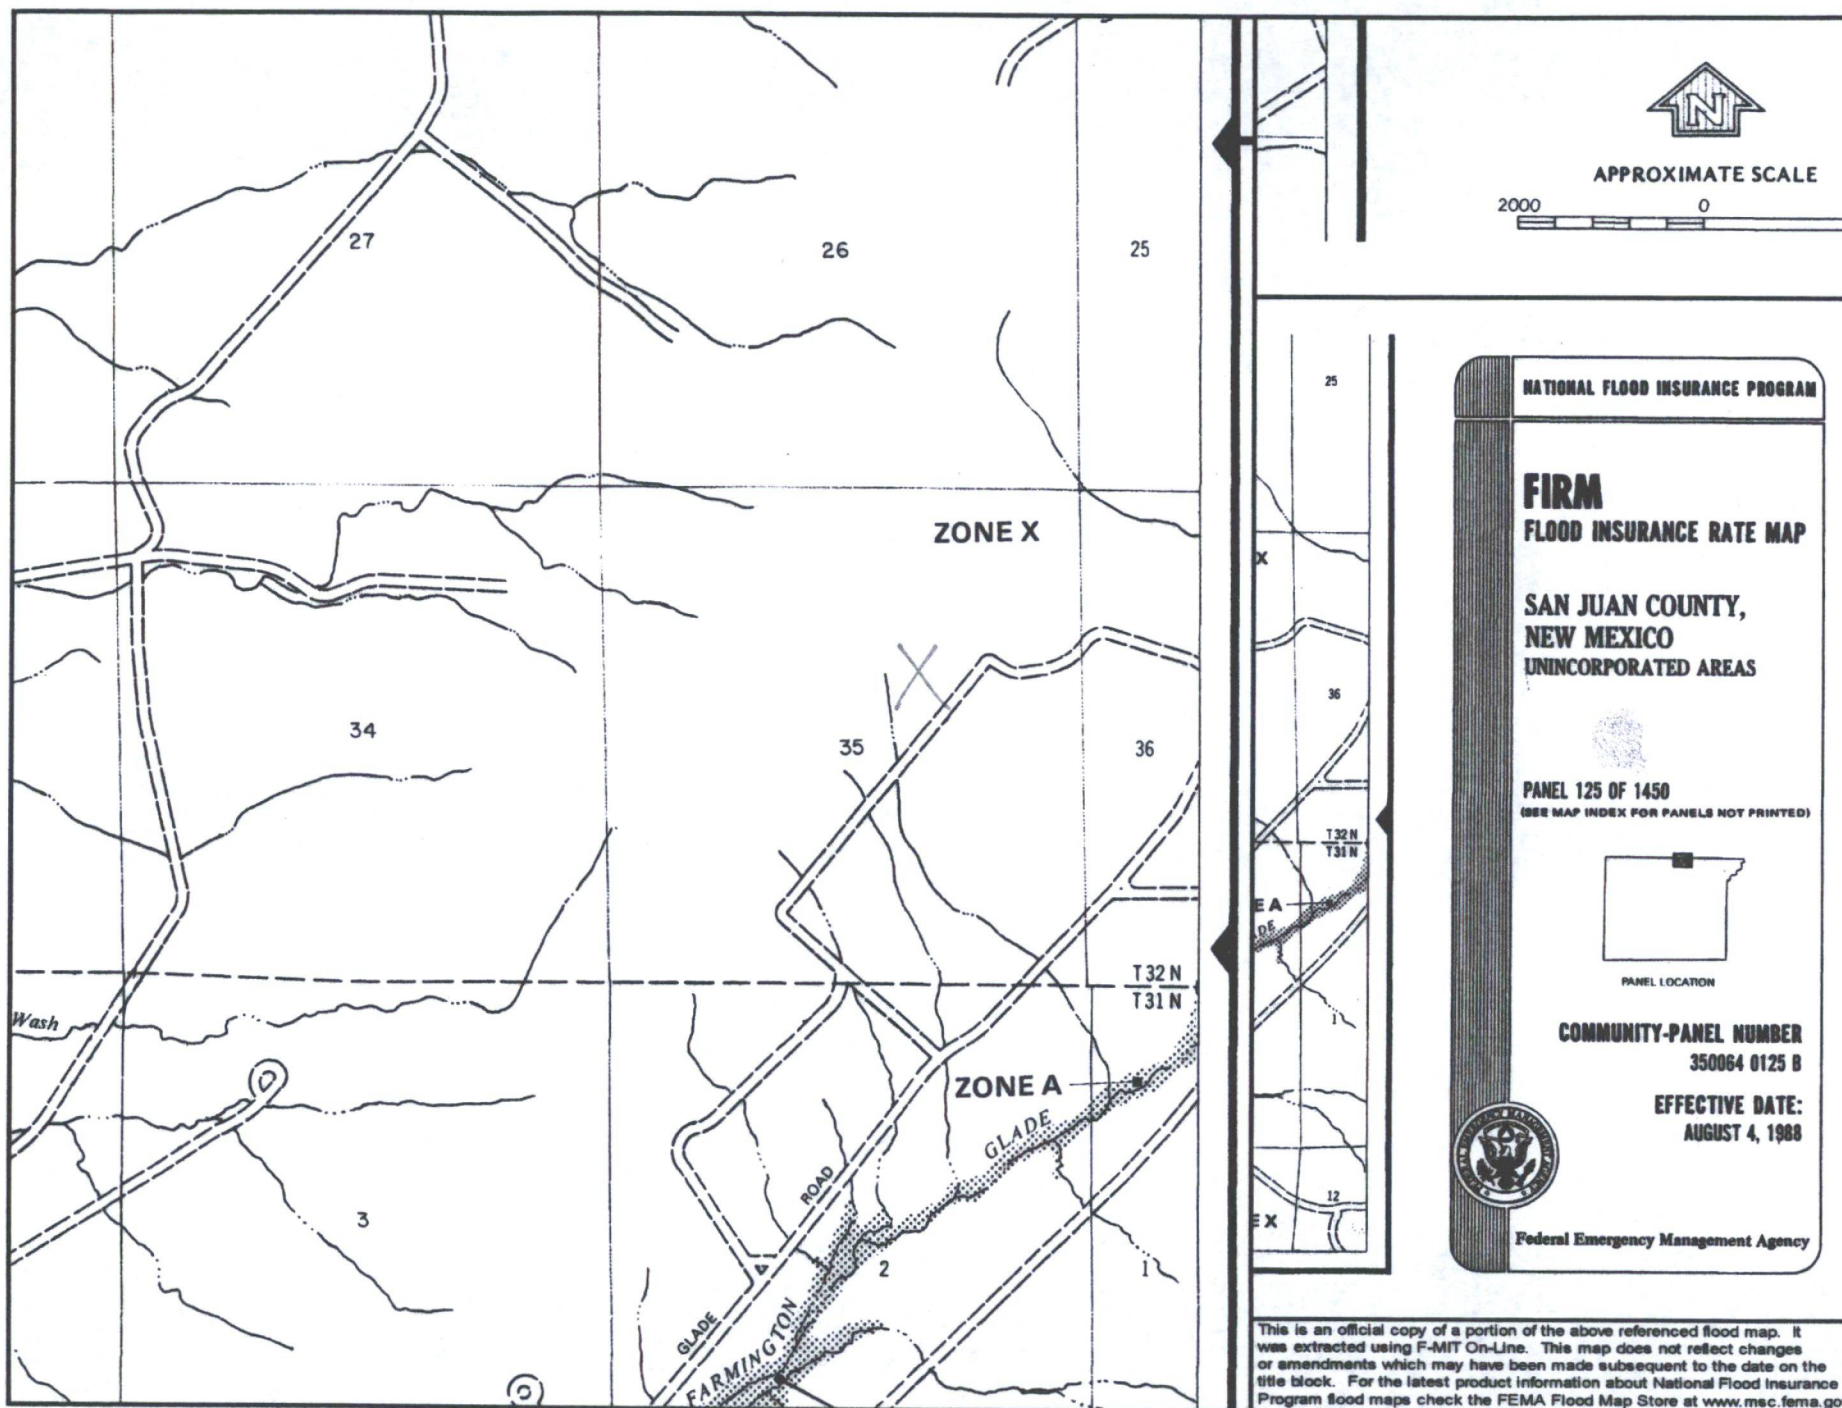 27
26
25
ZONE X
34
35
36
T 32 N
T 31 N
Wash
ZONE A
GLADE
ROAD
3
2
1
GLADE
FARMINGTON
25
X
36
T 32 N
T 31 N
E A
DE
1
12
E X
N
APPROXIMATE SCALE
2000 0
NATIONAL FLOOD INSURANCE PROGRAM
FIRM
FLOOD INSURANCE RATE MAP
SAN JUAN COUNTY,
NEW MEXICO
UNINCORPORATED AREAS
PANEL 125 OF 1450
(SEE MAP INDEX FOR PANELS NOT PRINTED)
PANEL LOCATION
COMMUNITY-PANEL NUMBER
350064 0125 B
EFFECTIVE DATE:
AUGUST 4, 1988
Federal Emergency Management Agency
This is an official copy of a portion of the above referenced flood map. It
was extracted using F-MIT On-Line. This map does not reflect changes
or amendments which may have been made subsequent to the date on the
title block. For the latest product information about National Flood Insurance
Program flood maps check the FEMA Flood Map Store at www.msc.fema.go